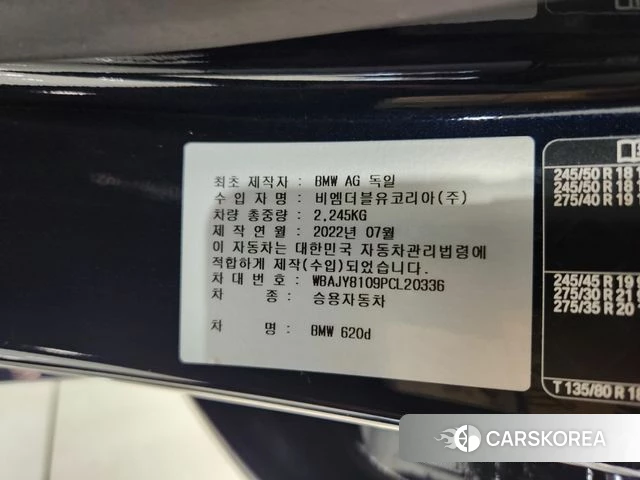 최초 제작자 : BMW AG 독일
수 입 자 명 : 비엠더블유코리아(주)
차량 총중량 : 2,245KG
제 작 연 월 : 2022년 07월
이 자동차는 대한민국 자동차관리법령에
적합하게 제작(수입)되었습니다.
차 대 번 호 : WBAJY8109PCL20336
차 종 : 승용자동차
차 명 : BMW 620d
245/50 R 18 1
245/50 R 18 1
275/40 R 19 1
245/45 R 19
275/30 R 21
275/35 R 20
T 135/80 R 18
CARSKOREA